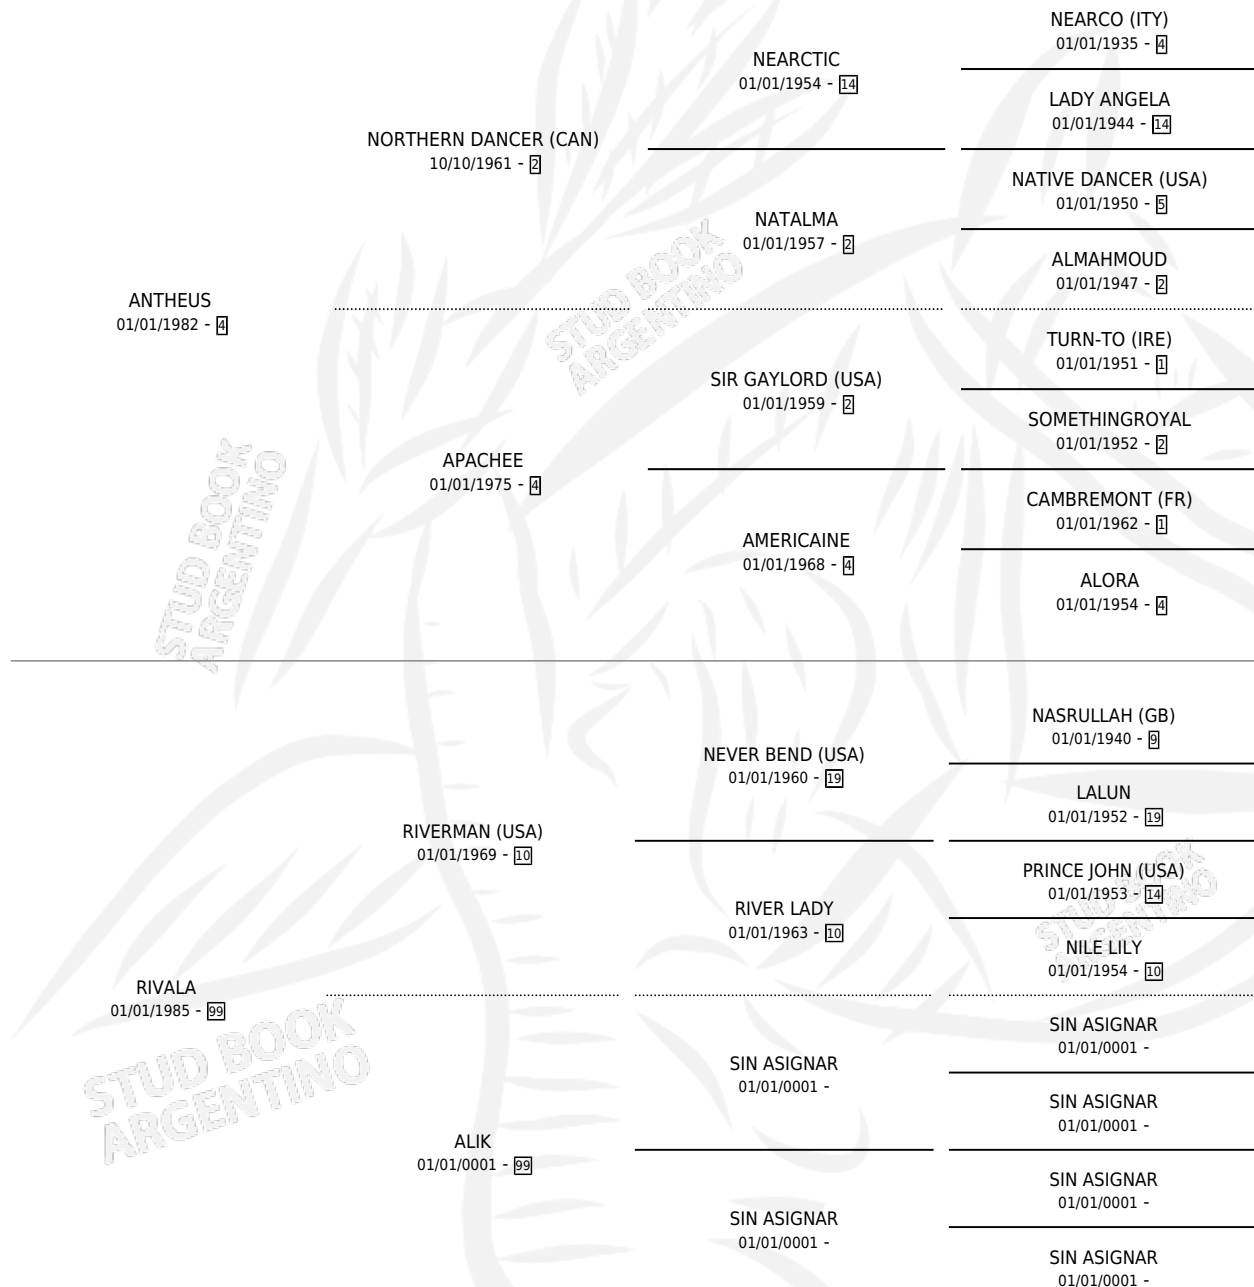 NEARCO (ITY)
01/01/1935 - 4
NEARCTIC
01/01/1954 - 14
LADY ANGELA
01/01/1944 - 14
NORTHERN DANCER (CAN)
10/10/1961 - 2
NATIVE DANCER (USA)
01/01/1950 - 5
NATALMA
01/01/1957 - 2
ALMAHMOUD
01/01/1947 - 2
ANTHEUS
01/01/1982 - 4
TURN-TO (IRE)
01/01/1951 - 1
SIR GAYLORD (USA)
01/01/1959 - 2
SOMETHINGROYAL
01/01/1952 - 2
APACHEE
01/01/1975 - 4
CAMBREMONT (FR)
01/01/1962 - 1
AMERICAINE
01/01/1968 - 4
ALORA
01/01/1954 - 4
NASRULLAH (GB)
01/01/1940 - 9
NEVER BEND (USA)
01/01/1960 - 19
LALUN
01/01/1952 - 19
RIVERMAN (USA)
01/01/1969 - 10
PRINCE JOHN (USA)
01/01/1953 - 14
RIVER LADY
01/01/1963 - 10
NILE LILY
01/01/1954 - 10
RIVALA
01/01/1985 - 99
SIN ASIGNAR
01/01/0001 -
SIN ASIGNAR
01/01/0001 -
SIN ASIGNAR
01/01/0001 -
ALIK
01/01/0001 - 99
SIN ASIGNAR
01/01/0001 -
SIN ASIGNAR
01/01/0001 -
SIN ASIGNAR
01/01/0001 -
STUD BOOK
ARGENTINO
STUD BOOK
ARGENTINO
STUD BOOK
ARGENTINO
STUD BOOK
ARGENTINO